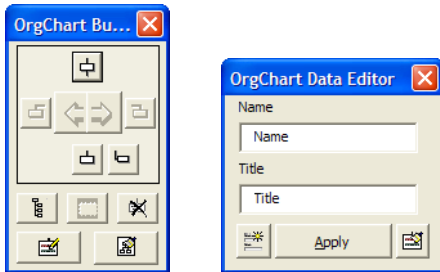 OrgChart Bu...
OrgChart Data Editor
Name
Name
Title
Title
Apply